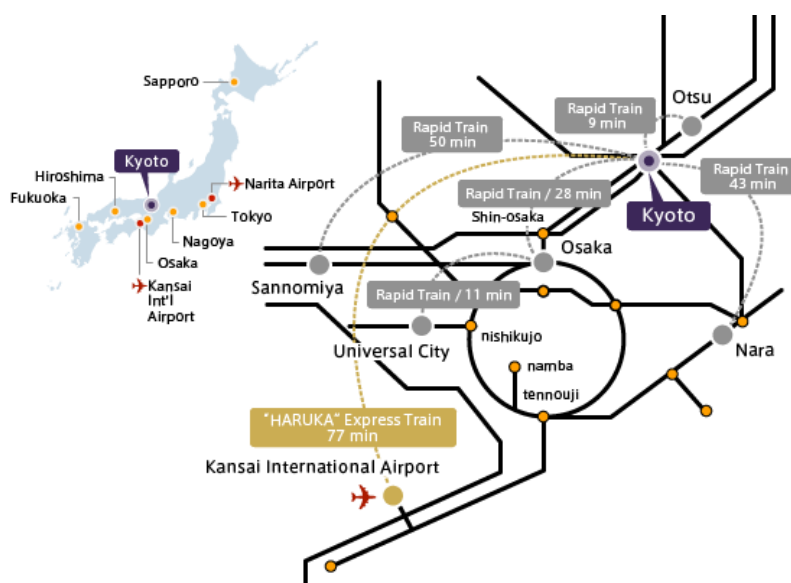 Sapporo
Kyoto
Hiroshima
Fukuoka
Narita Airport
Tokyo
Nagoya
Osaka
Kansai
Int'l
Airport
Rapid Train
50 min
Rapid Train
9 min
Otsu
Rapid Train
43 min
Rapid Train / 28 min
Kyoto
Shin-osaka
Osaka
Sannomiya
Rapid Train / 11 min
nishikujo
Universal City
Nara
namba
tennouji
"HARUKA" Express Train
77 min
Kansai International Airport